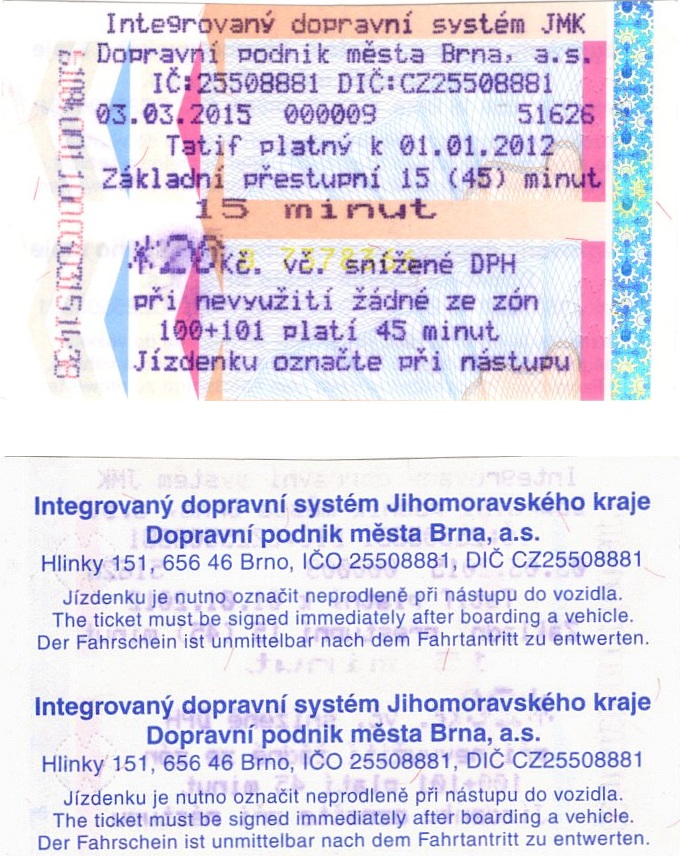 Integrovaný dopravní systém JMK
Dopravní podnik města Brna, a.s.
IČ:25508881 DIČ:CZ25508881
03.03.2015 000009 51626
Tatif platný k 01.01.2012
Základní přestupní 15 (45) minut
15 minut
*20 Kč. vč. snížené DPH
při nevyužití žádné ze zón
100+101 platí 45 minut
Jízdenku označte při nástupu
Integrovaný dopravní systém Jihomoravského kraje
Dopravní podnik města Brna, a.s.
Hlinky 151, 656 46 Brno, IČO 25508881, DIČ CZ25508881
Jízdenku je nutno označit neprodleně při nástupu do vozidla.
The ticket must be signed immediately after boarding a vehicle.
Der Fahrschein ist unmittelbar nach dem Fahrtantritt zu entwerten.
Integrovaný dopravní systém Jihomoravského kraje
Dopravní podnik města Brna, a.s.
Hlinky 151, 656 46 Brno, IČO 25508881, DIČ CZ25508881
Jízdenku je nutno označit neprodleně při nástupu do vozidla.
The ticket must be signed immediately after boarding a vehicle.
Der Fahrschein ist unmittelbar nach dem Fahrtantritt zu entwerten.